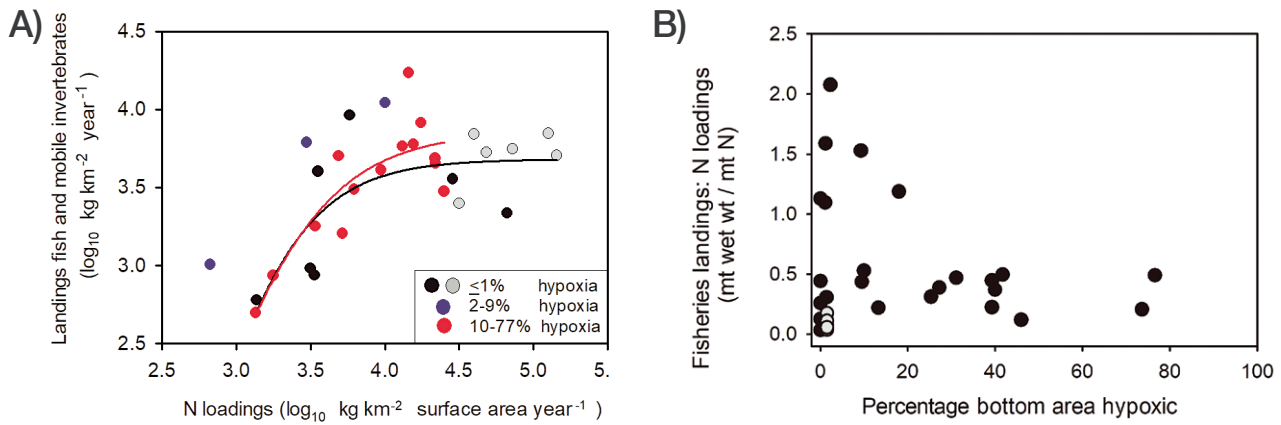 A)
Landings fish and mobile invertebrates
(log10 kg km-2 year-1 )
4.5
4.0
3.5
3.0
2.5
2.5 3.0 3.5 4.0 4.5 5.
N loadings (log10 kg km-2 surface area year-1 )
≤1% hypoxia
2-9% hypoxia
10-77% hypoxia
B)
Fisheries landings: N loadings
(mt wet wt / mt N)
2.5
2.0
1.5
1.0
0.5
0.0
0 20 40 60 80 100
Percentage bottom area hypoxic